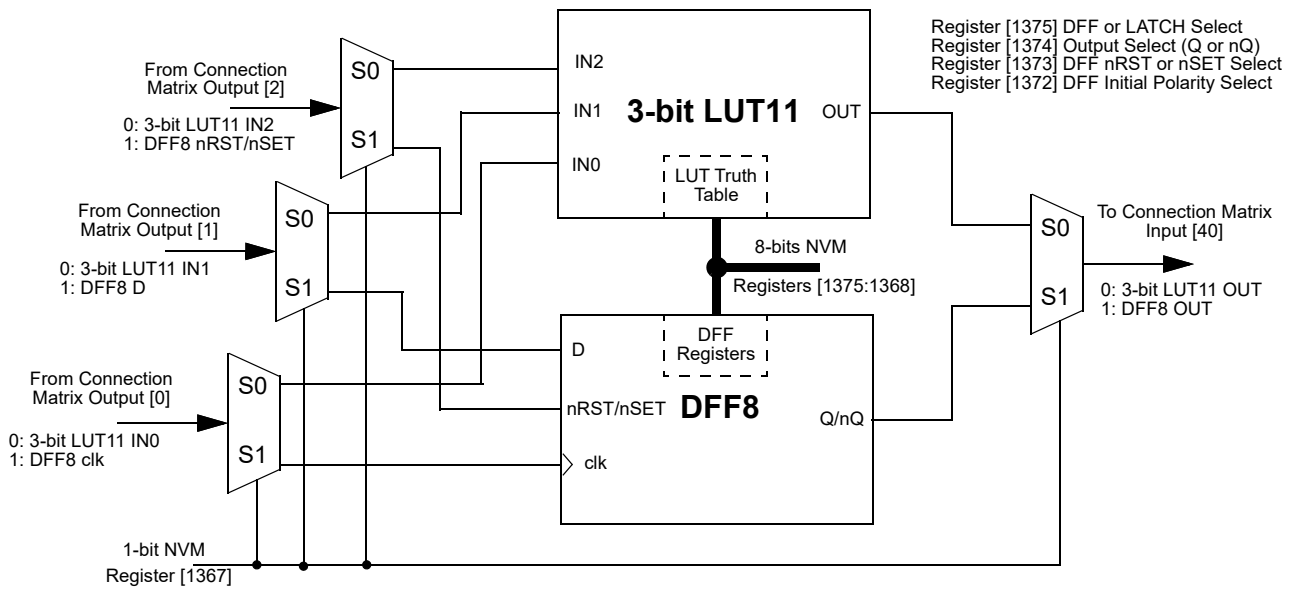 Register [1375] DFF or LATCH Select
Register [1374] Output Select (Q or nQ)
Register [1373] DFF nRST or nSET Select
Register [1372] DFF Initial Polarity Select
From Connection
Matrix Output [2]
0: 3-bit LUT11 IN2
1: DFF8 nRST/nSET
S0
S1
IN2
IN1
IN0
3-bit LUT11
OUT
LUT Truth
Table
From Connection
Matrix Output [1]
0: 3-bit LUT11 IN1
1: DFF8 D
S0
S1
8-bits NVM
Registers [1375:1368]
S0
S1
To Connection Matrix
Input [40]
0: 3-bit LUT11 OUT
1: DFF8 OUT
From Connection
Matrix Output [0]
0: 3-bit LUT11 IN0
1: DFF8 clk
S0
S1
D
nRST/nSET
clk
DFF
Registers
DFF8
Q/nQ
1-bit NVM
Register [1367]